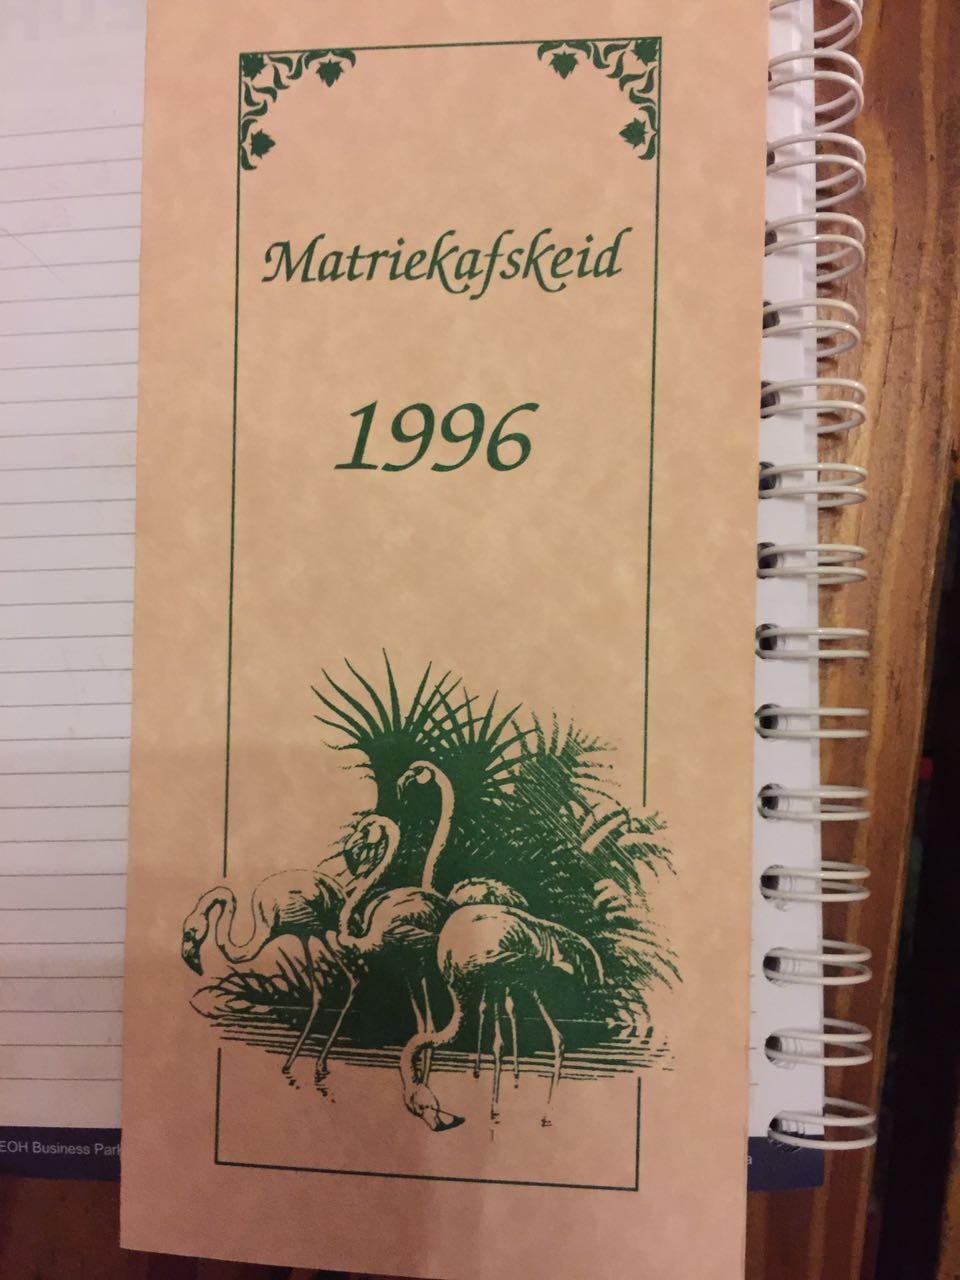 Matriekafskeid
1996
EOH Business Park